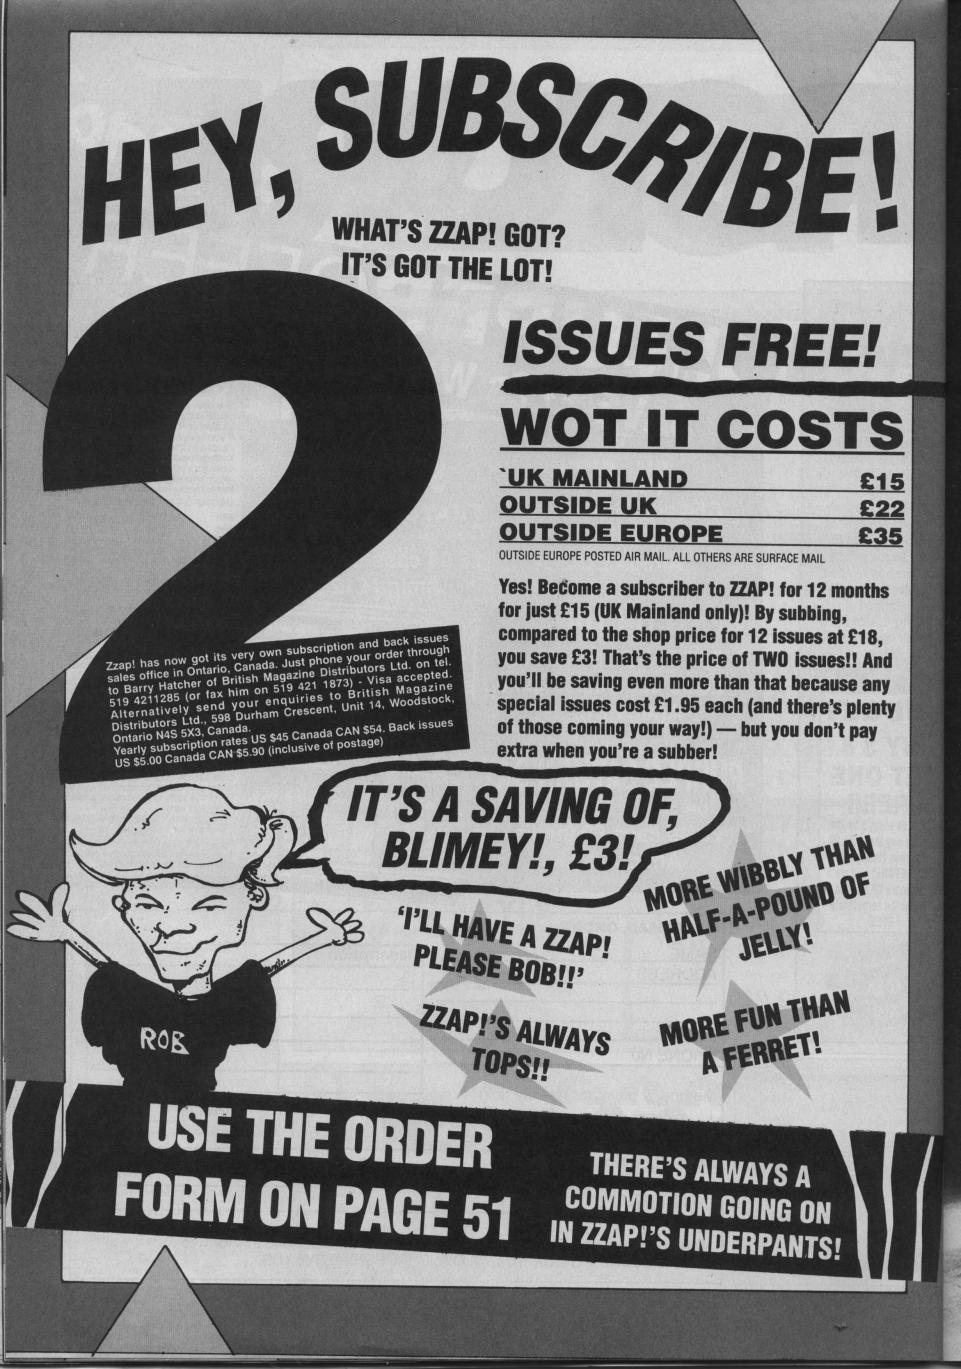 HEY, SUBSCRIBE!
WHAT'S ZZAP! GOT?
IT'S GOT THE LOT!
2
ISSUES FREE!
WOT IT COSTS
`UK MAINLAND £15
OUTSIDE UK £22
OUTSIDE EUROPE £35
OUTSIDE EUROPE POSTED AIR MAIL. ALL OTHERS ARE SURFACE MAIL
Yes! Become a subscriber to ZZAP! for 12 months
for just £15 (UK Mainland only)! By subbing,
compared to the shop price for 12 issues at £18,
you save £3! That's the price of TWO issues!! And
you'll be saving even more than that because any
special issues cost £1.95 each (and there's plenty
of those coming your way!) — but you don't pay
extra when you're a subber!
Zzap! has now got its very own subscription and back issues
sales office in Ontario, Canada. Just phone your order through
to Barry Hatcher of British Magazine Distributors Ltd. on tel.
519 4211285 (or fax him on 519 421 1873) - Visa accepted.
Alternatively send your enquiries to British Magazine
Distributors Ltd., 598 Durham Crescent, Unit 14, Woodstock,
Ontario N4S 5X3, Canada.
Yearly subscription rates US $45 Canada CAN $54. Back issues
US $5.00 Canada CAN $5.90 (inclusive of postage)
IT'S A SAVING OF,
BLIMEY!, £3!
ROB
'I'LL HAVE A ZZAP!
PLEASE BOB!!'
MORE WIBBLY THAN
HALF-A-POUND OF
JELLY!
ZZAP!'S ALWAYS
TOPS!!
MORE FUN THAN
A FERRET!
USE THE ORDER
FORM ON PAGE 51
THERE'S ALWAYS A
COMMOTION GOING ON
IN ZZAP!'S UNDERPANTS!